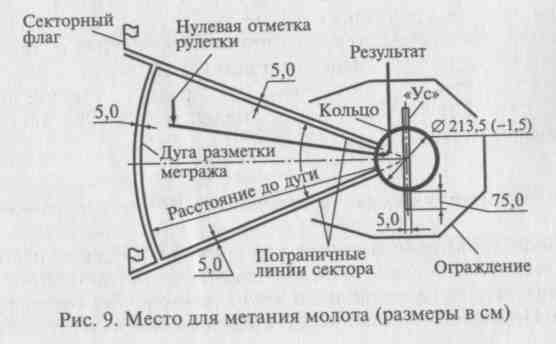 Секторный
флаг
Нулевая отметка
рулетки
Результат
5,0
«Ус»
Кольцо
5,0
Ø 213,5 (–1,5)
Дуга разметки
метража
Расстояние до дуги
75,0
5,0
5,0
Пограничные
линии сектора
Ограждение
Рис. 9. Место для метания молота (размеры в см)